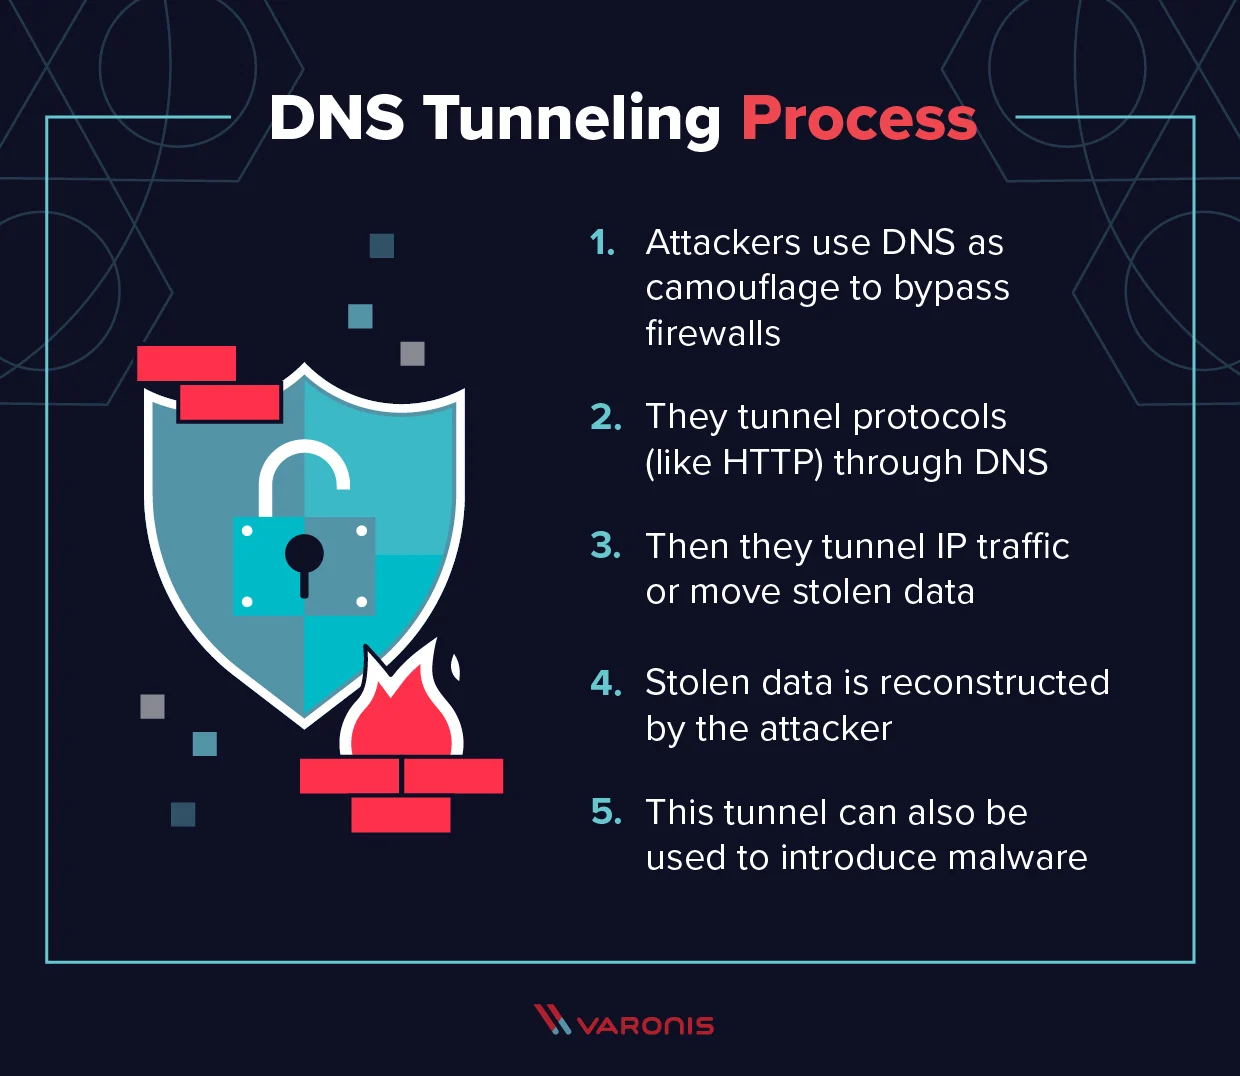 DNS Tunneling Process
1. Attackers use DNS as
camouflage to bypass
firewalls
2. They tunnel protocols
(like HTTP) through DNS
3. Then they tunnel IP traffic
or move stolen data
4. Stolen data is reconstructed
by the attacker
5. This tunnel can also be
used to introduce malware
VARONIS